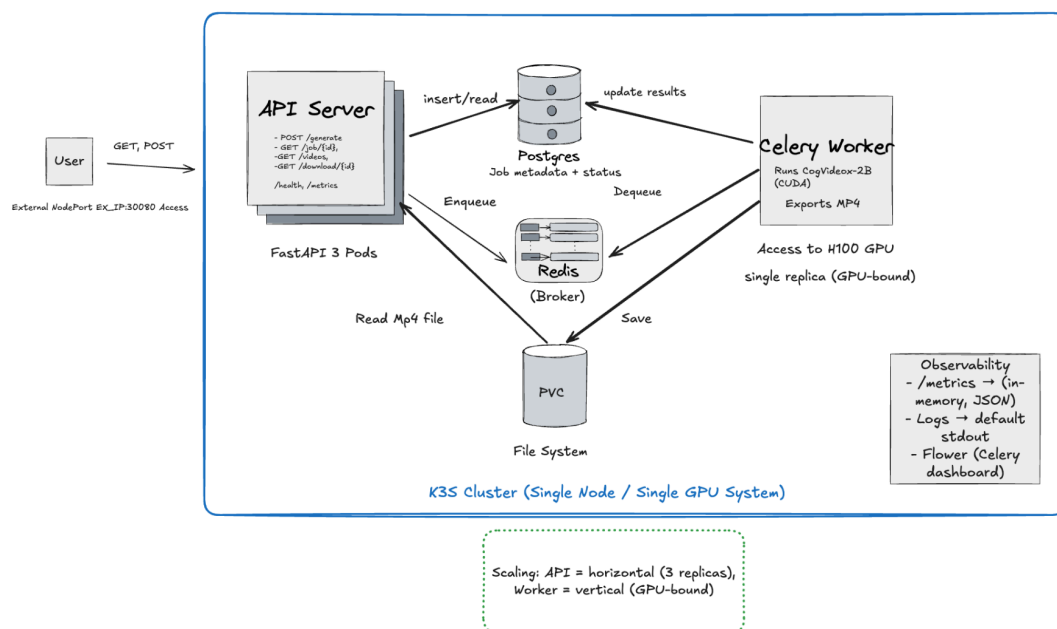 User
GET, POST
External NodePort EX_IP:30080 Access
API Server
- POST /generate
- GET /job/{id},
-GET /videos,
-GET /download/{id}
/health, /metrics
FastAPI 3 Pods
insert/read
Postgres
Job metadata + status
update results
Celery Worker
Runs CogVideox-2B
(CUDA)
Exports MP4
Access to H100 GPU
single replica (GPU-bound)
Enqueue
Dequeue
Redis
(Broker)
Read Mp4 file
Save
PVC
File System
Observability
- /metrics → (in-
memory, JSON)
- Logs → default
stdout
- Flower (Celery
dashboard)
K3S Cluster (Single Node / Single GPU System)
Scaling: API = horizontal (3 replicas),
Worker = vertical (GPU-bound)